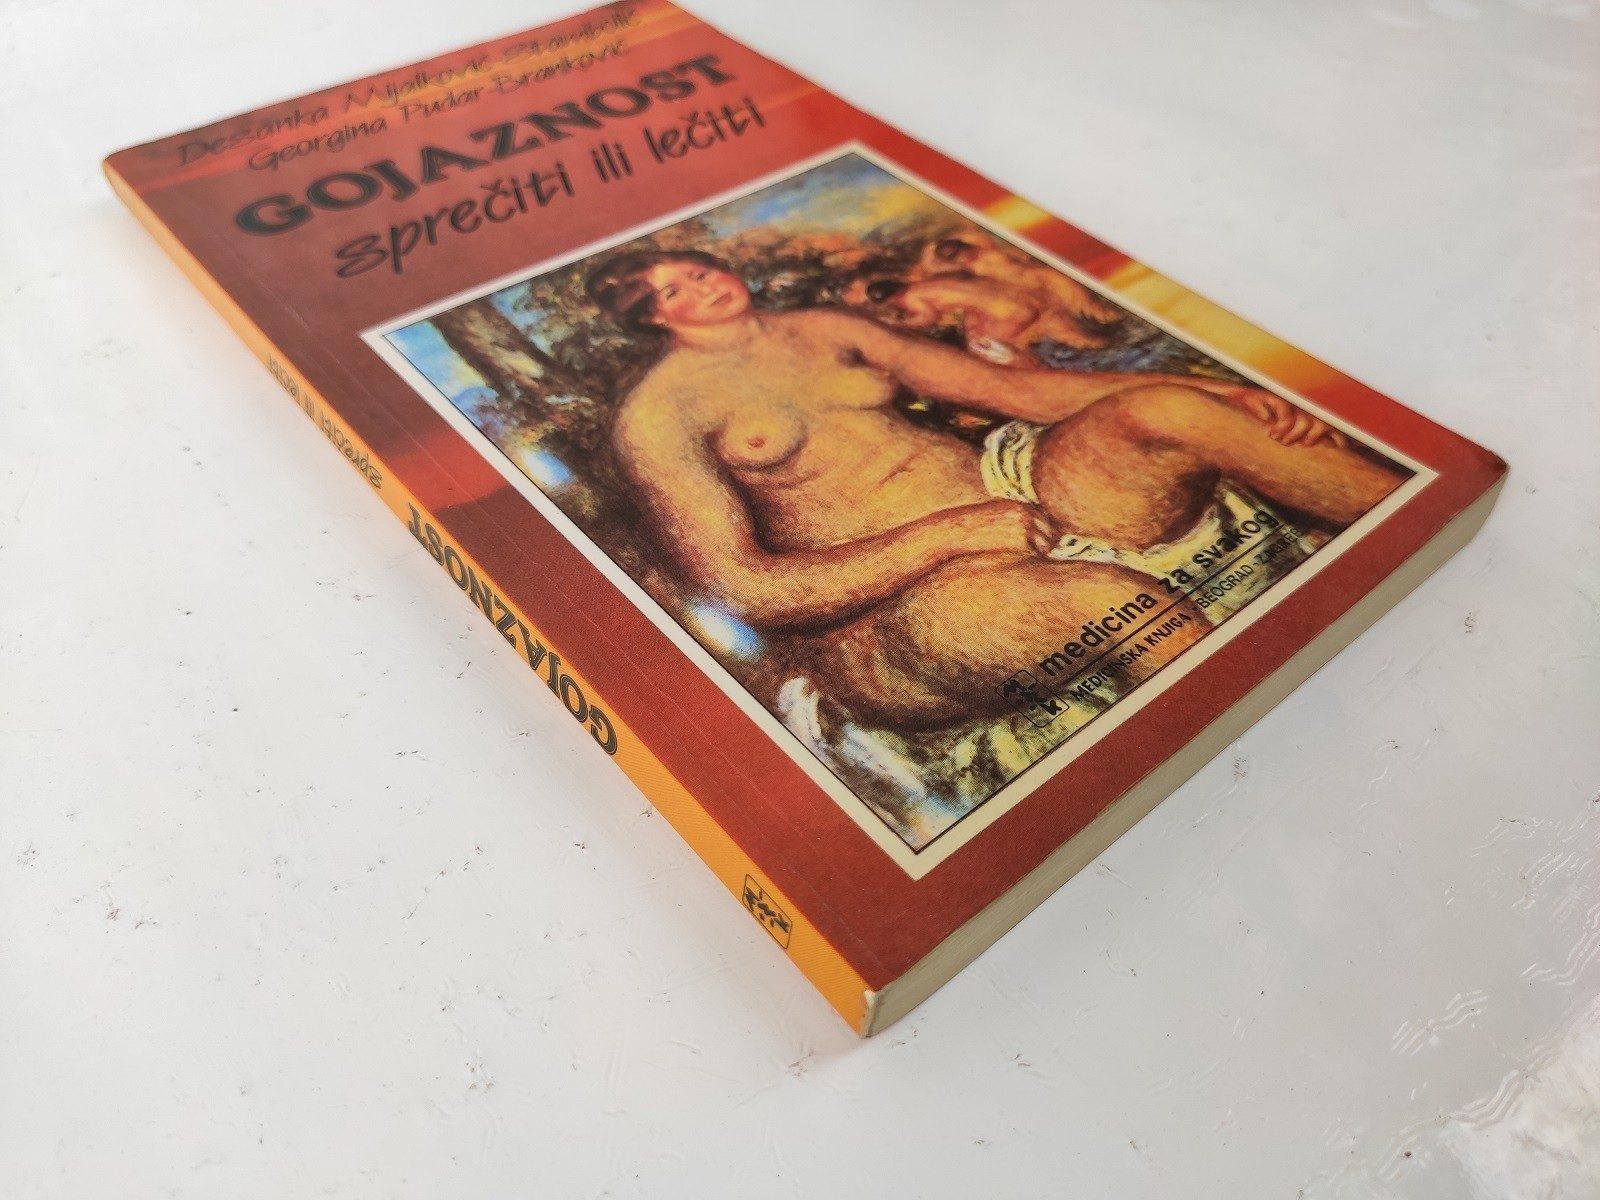 Desanka Mijalković-Stambolić
Georgina Pudar-Branković
GOJAZNOST
sprečiti ili lečiti
medicina za svakog
MEDICINSKA KNJIGA · BEOGRAD - ZAGREB
GOJAZNOST sprečiti ili lečiti